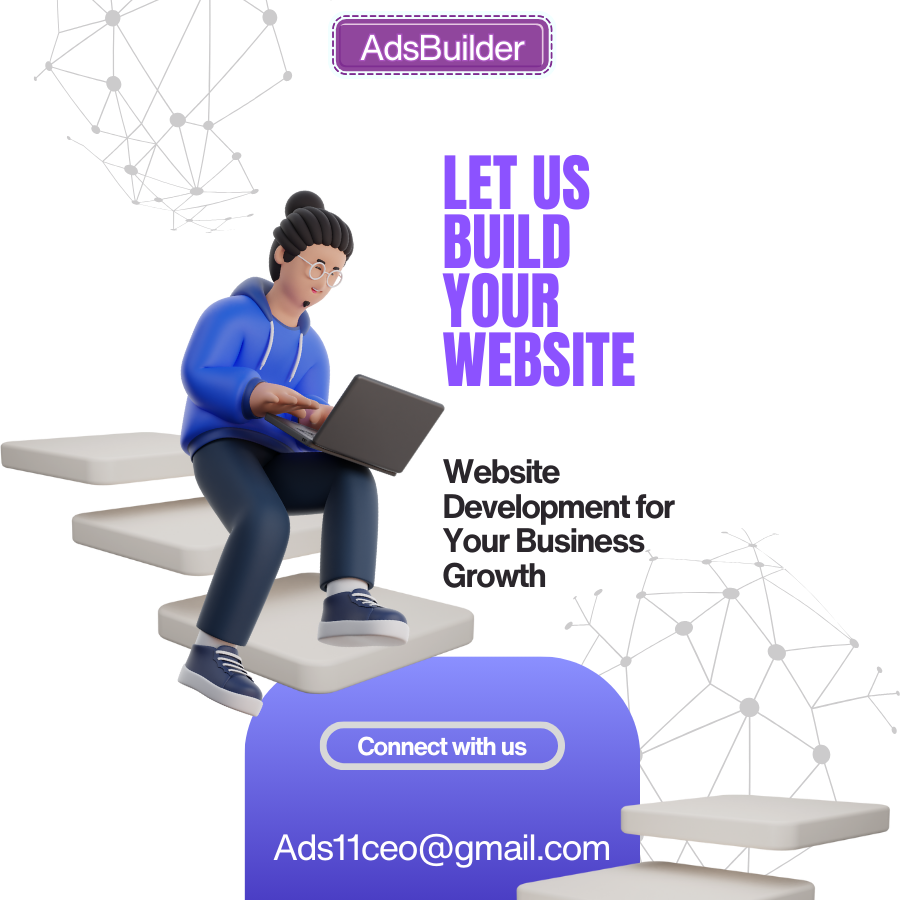 AdsBuilder
LET US
BUILD
YOUR
WEBSITE
Website
Development for
Your Business
Growth
Connect with us
Ads11ceo@gmail.com